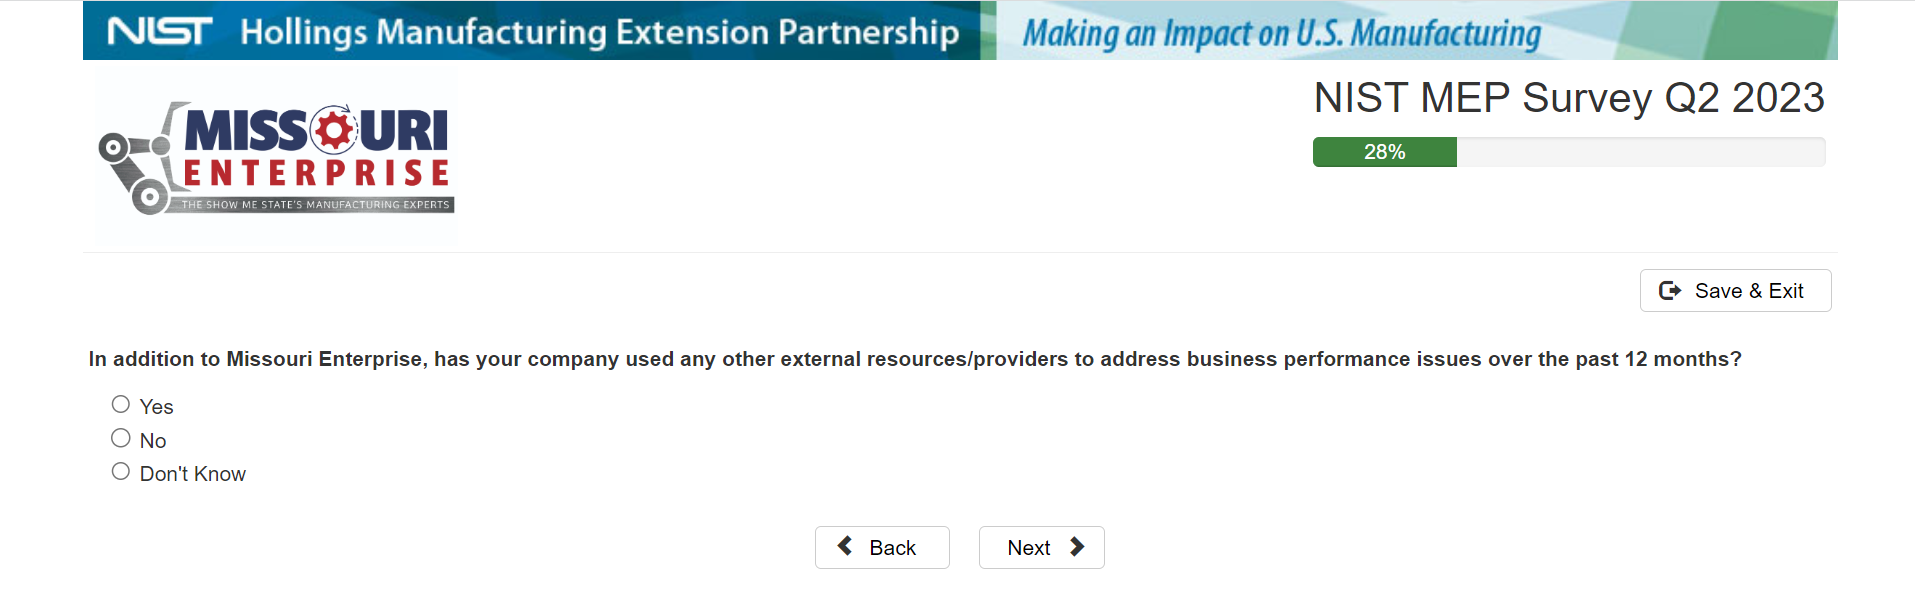 NIST Hollings Manufacturing Extension Partnership Making an Impact on U.S. Manufacturing
MISSOURI
ENTERPRISE
THE SHOW ME STATE'S MANUFACTURING EXPERTS
NIST MEP Survey Q2 2023
28%
Save & Exit
In addition to Missouri Enterprise, has your company used any other external resources/providers to address business performance issues over the past 12 months?
Yes
No
Don't Know
Back Next